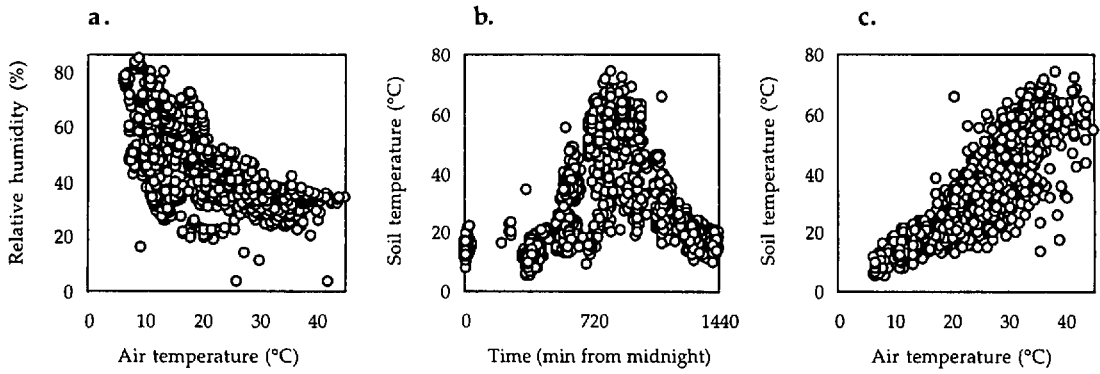 a.
b.
c.
Relative humidity (%)
80
60
40
20
0
0 10 20 30 40
Air temperature (°C)
Soil temperature (°C)
80
60
40
20
0
0 720 1440
Time (min from midnight)
Soil temperature (°C)
80
60
40
20
0
0 10 20 30 40
Air temperature (°C)